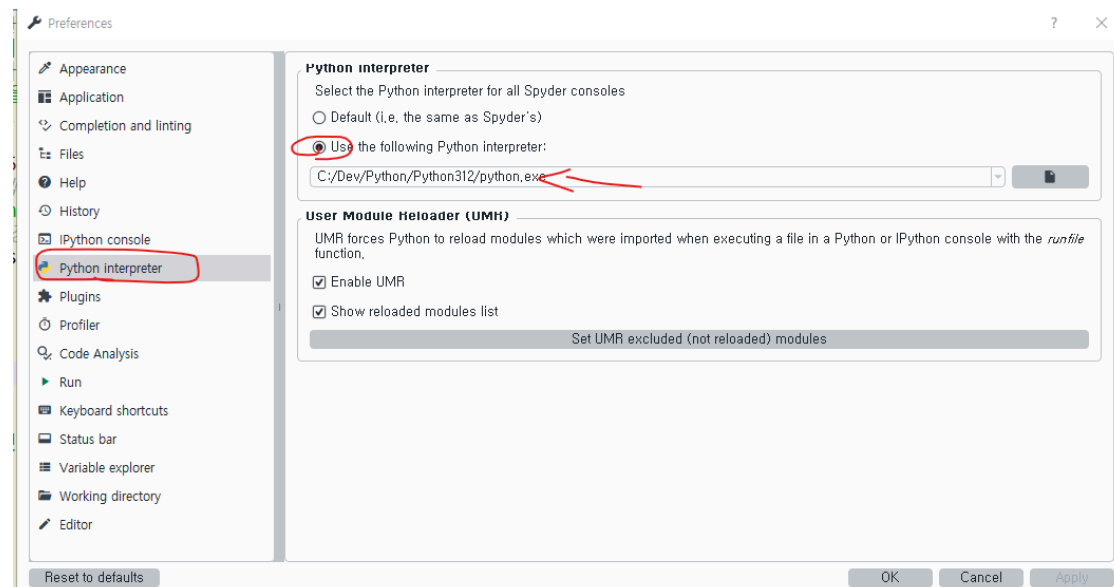 Preferences
?
Appearance
Application
Completion and linting
Files
Help
History
IPython console
Python interpreter
Plugins
Profiler
Code Analysis
Run
Keyboard shortcuts
Status bar
Variable explorer
Working directory
Editor
Python interpreter
Select the Python interpreter for all Spyder consoles
Default (i.e. the same as Spyder's)
Use the following Python interpreter:
C:/Dev/Python/Python312/python.exe
User Module Reloader (UMR)
UMR forces Python to reload modules which were imported when executing a file in a Python or IPython console with the runfile
function.
Enable UMR
Show reloaded modules list
Set UMR excluded (not reloaded) modules
Reset to defaults
OK
Cancel
Apply